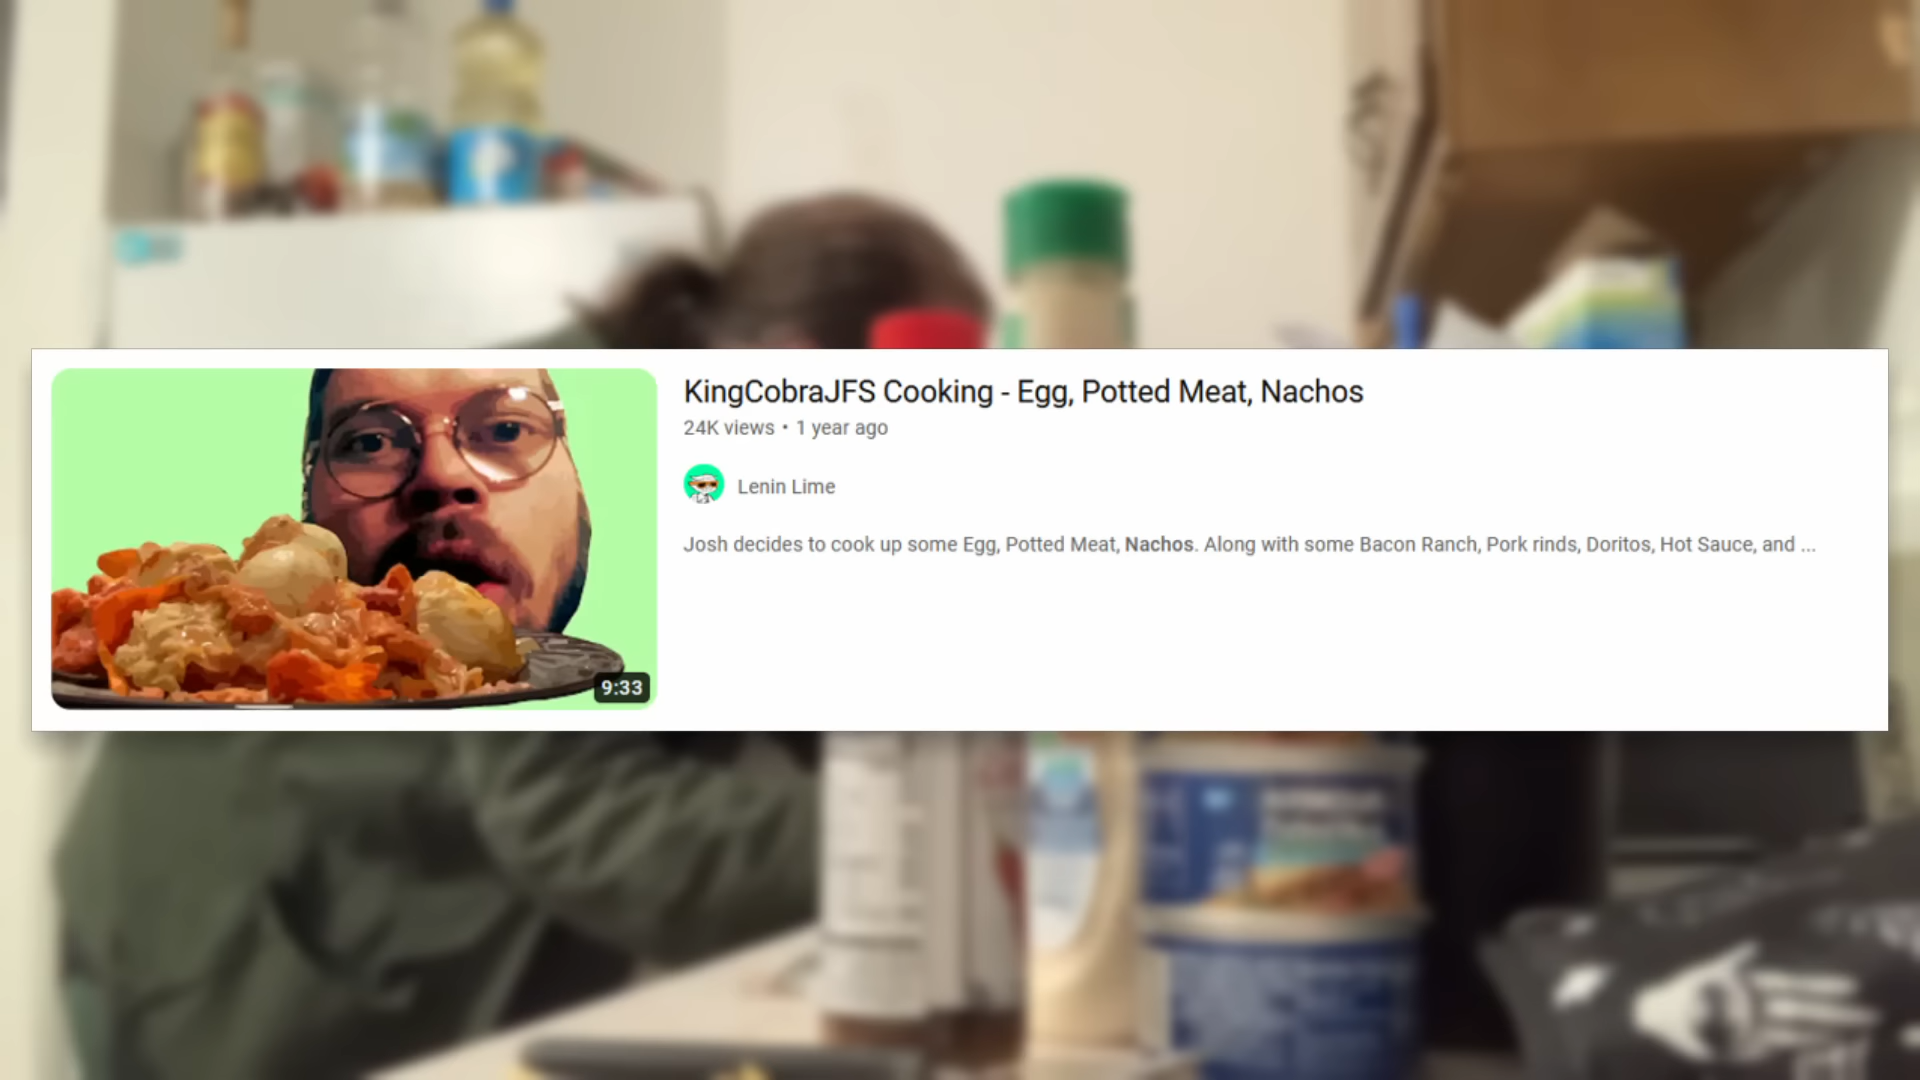 KingCobraJFS Cooking - Egg, Potted Meat, Nachos
24K views • 1 year ago
Lenin Lime
Josh decides to cook up some Egg, Potted Meat, Nachos. Along with some Bacon Ranch, Pork rinds, Doritos, Hot Sauce, and ...
9:33